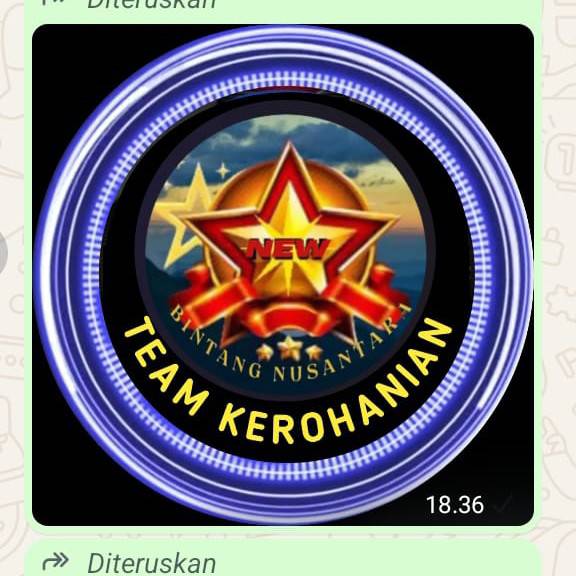 Diteruskan
NEW
BINTANG NUSANTARA
TEAM KEROHANIAN
18.36
Diteruskan